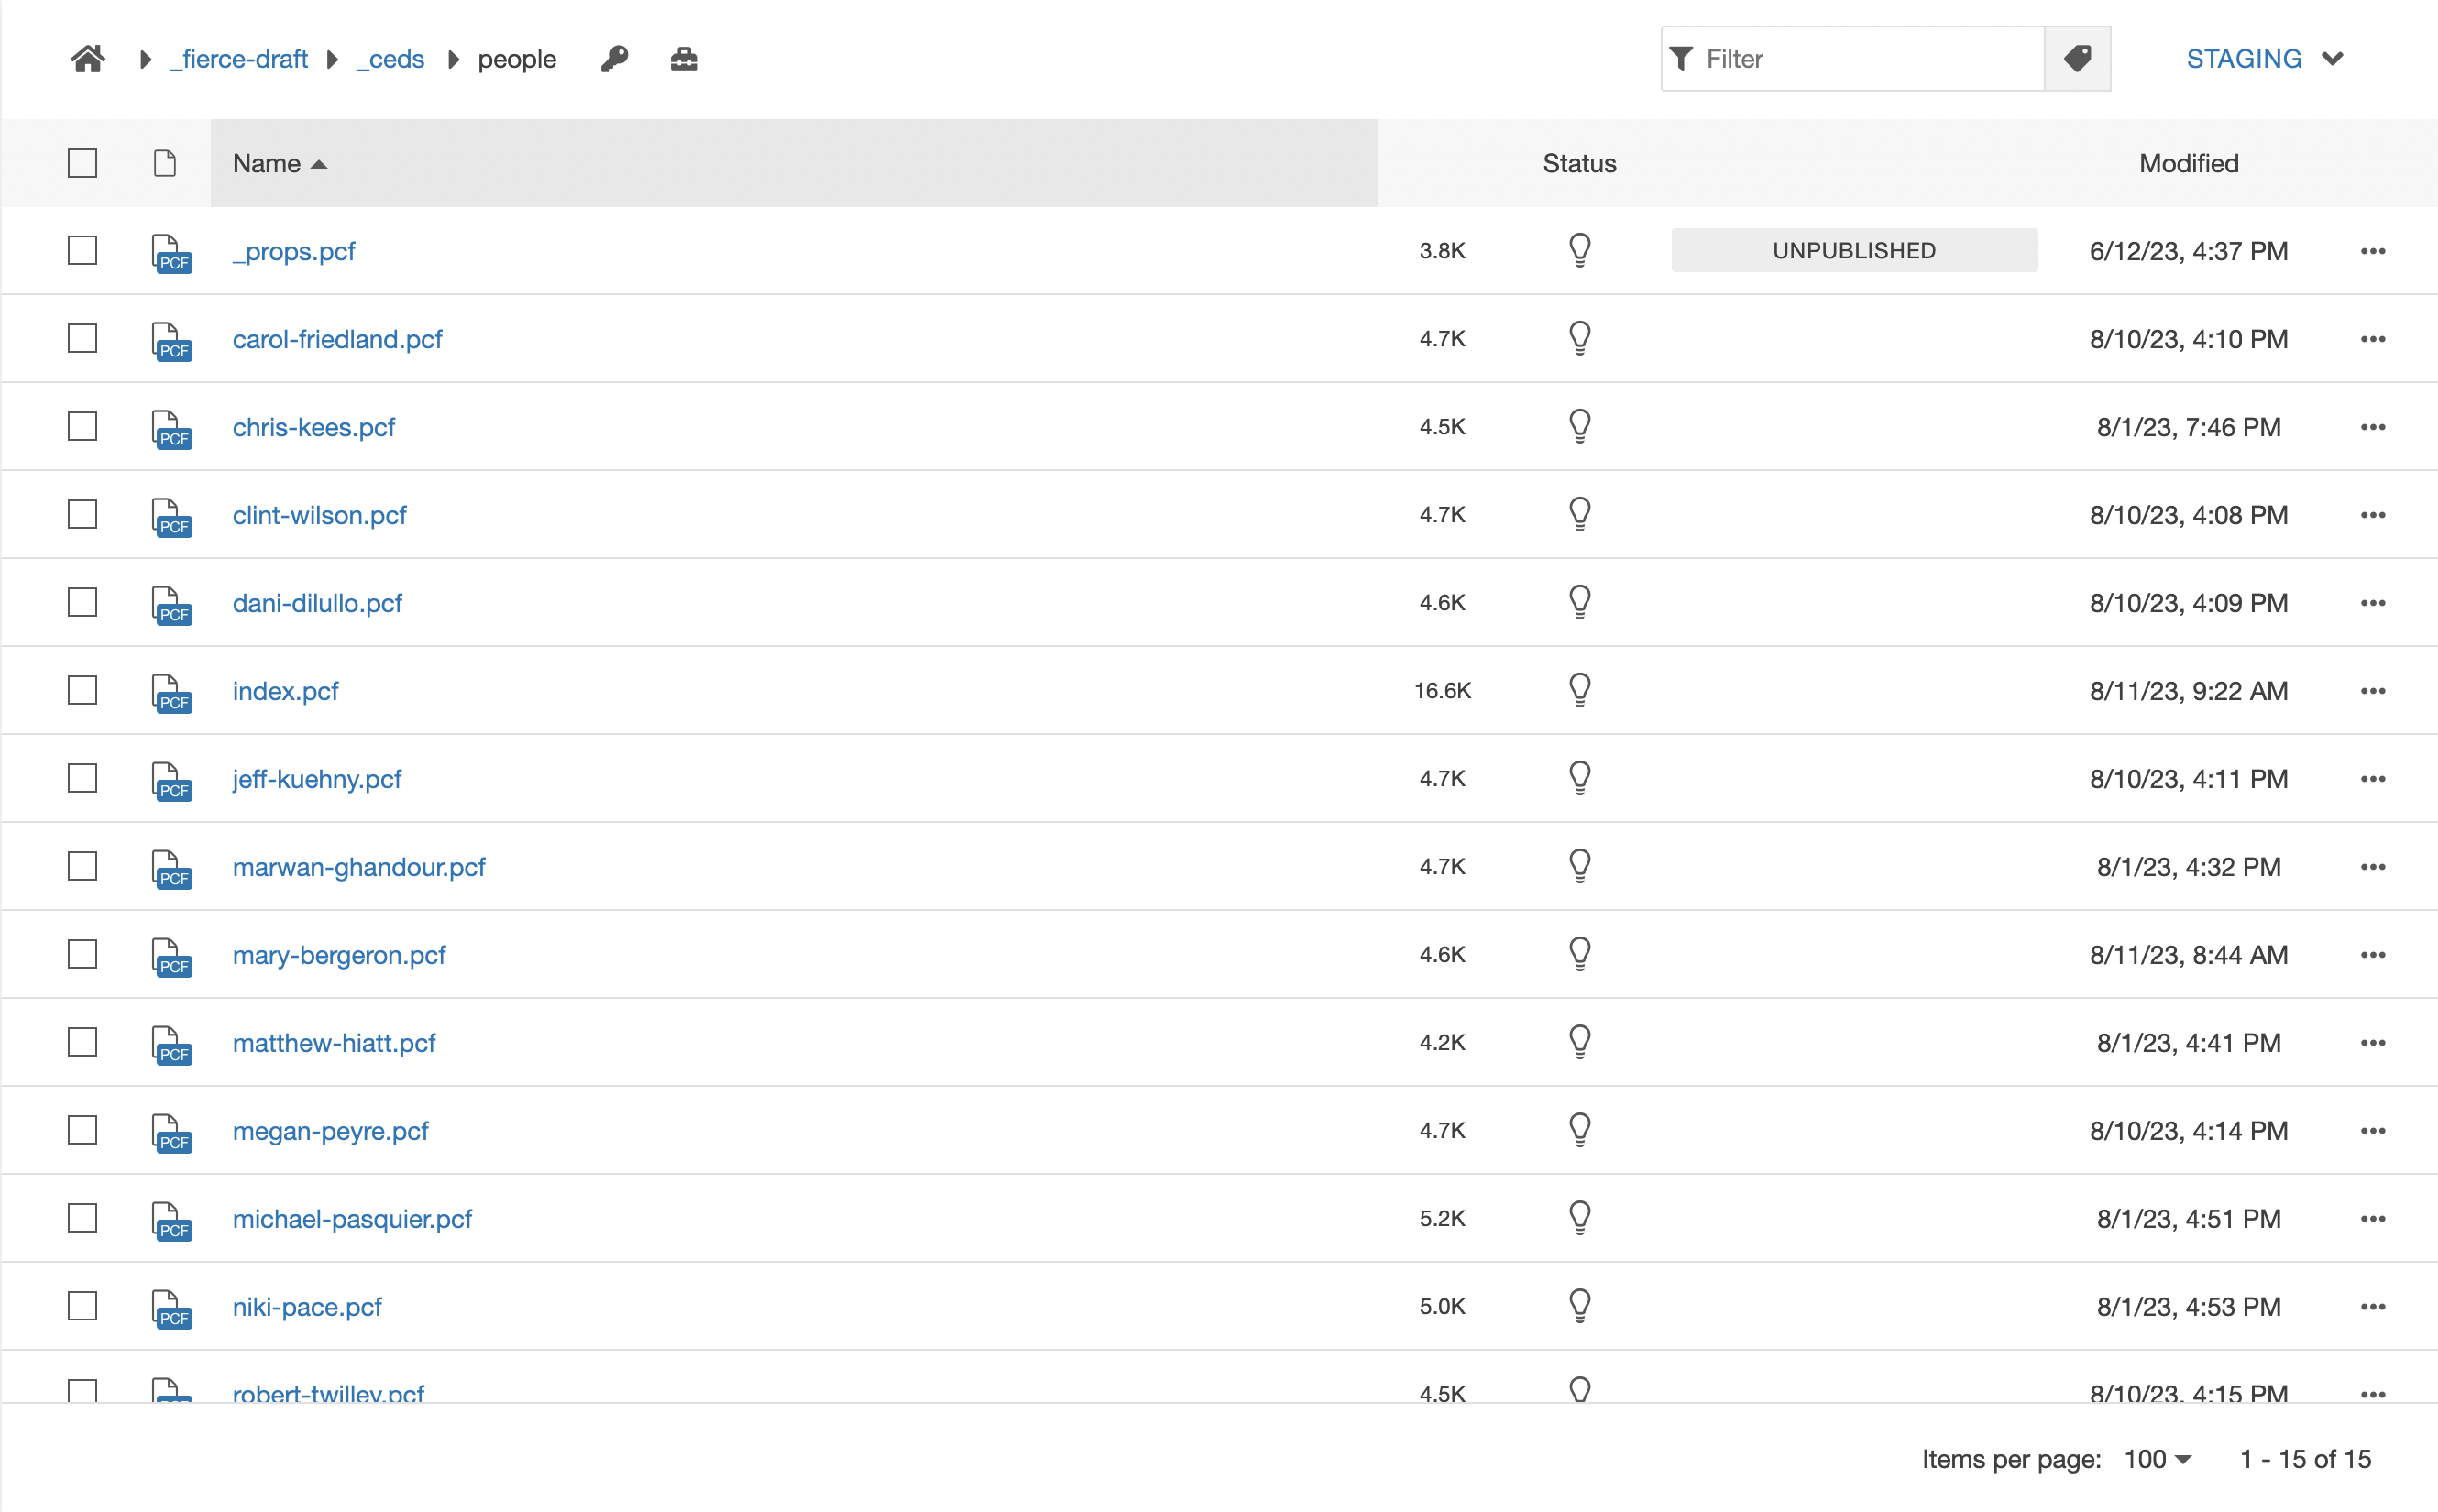 _fierce-draft _ceds people Filter STAGING
Name Status Modified
PCF _props.pcf 3.8K UNPUBLISHED 6/12/23, 4:37 PM
PCF carol-friedland.pcf 4.7K 8/10/23, 4:10 PM
PCF chris-kees.pcf 4.5K 8/1/23, 7:46 PM
PCF clint-wilson.pcf 4.7K 8/10/23, 4:08 PM
PCF dani-dilullo.pcf 4.6K 8/10/23, 4:09 PM
PCF index.pcf 16.6K 8/11/23, 9:22 AM
PCF jeff-kuehny.pcf 4.7K 8/10/23, 4:11 PM
PCF marwan-ghandour.pcf 4.7K 8/1/23, 4:32 PM
PCF mary-bergeron.pcf 4.6K 8/11/23, 8:44 AM
PCF matthew-hiatt.pcf 4.2K 8/1/23, 4:41 PM
PCF megan-peyre.pcf 4.7K 8/10/23, 4:14 PM
PCF michael-pasquier.pcf 5.2K 8/1/23, 4:51 PM
PCF niki-pace.pcf 5.0K 8/1/23, 4:53 PM
robert-twilley.pcf 4.5K 8/10/23, 4:15 PM
Items per page: 100 1 - 15 of 15